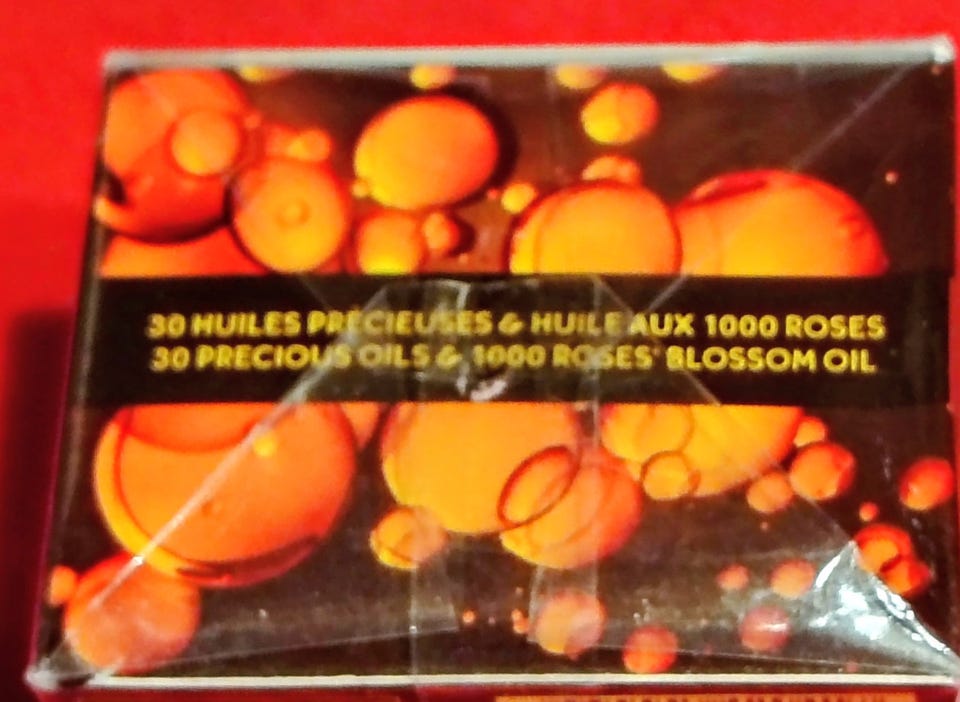 30 HUILES PRÉCIEUSES & HUILE AUX 1000 ROSES
30 PRECIOUS OILS & 1000 ROSES' BLOSSOM OIL